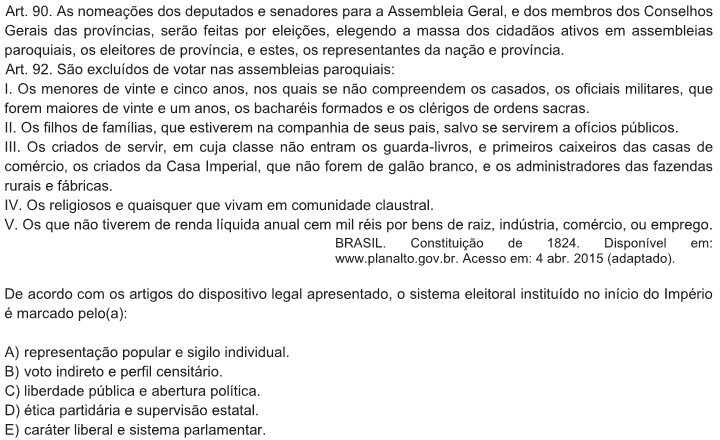 Art. 90. As nomeações dos deputados e senadores para a Assembleia Geral, e dos membros dos Conselhos
Gerais das províncias, serão feitas por eleições, elegendo a massa dos cidadãos ativos em assembleias
paroquiais, os eleitores de província, e estes, os representantes da nação e província.
Art. 92. São excluídos de votar nas assembleias paroquiais:
I. Os menores de vinte e cinco anos, nos quais se não compreendem os casados, os oficiais militares, que
forem maiores de vinte e um anos, os bacharéis formados e os clérigos de ordens sacras.
II. Os filhos de famílias, que estiverem na companhia de seus pais, salvo se servirem a ofícios públicos.
III. Os criados de servir, em cuja classe não entram os guarda-livros, e primeiros caixeiros das casas de
comércio, os criados da Casa Imperial, que não forem de galão branco, e os administradores das fazendas
rurais e fábricas.
IV. Os religiosos e quaisquer que vivam em comunidade claustral.
V. Os que não tiverem de renda líquida anual cem mil réis por bens de raiz, indústria, comércio, ou emprego.
BRASIL. Constituição de 1824. Disponível em:
www.planalto.gov.br. Acesso em: 4 abr. 2015 (adaptado).
De acordo com os artigos do dispositivo legal apresentado, o sistema eleitoral instituído no início do Império
é marcado pelo(a):
A) representação popular e sigilo individual.
B) voto indireto e perfil censitário.
C) liberdade pública e abertura política.
D) ética partidária e supervisão estatal.
E) caráter liberal e sistema parlamentar.